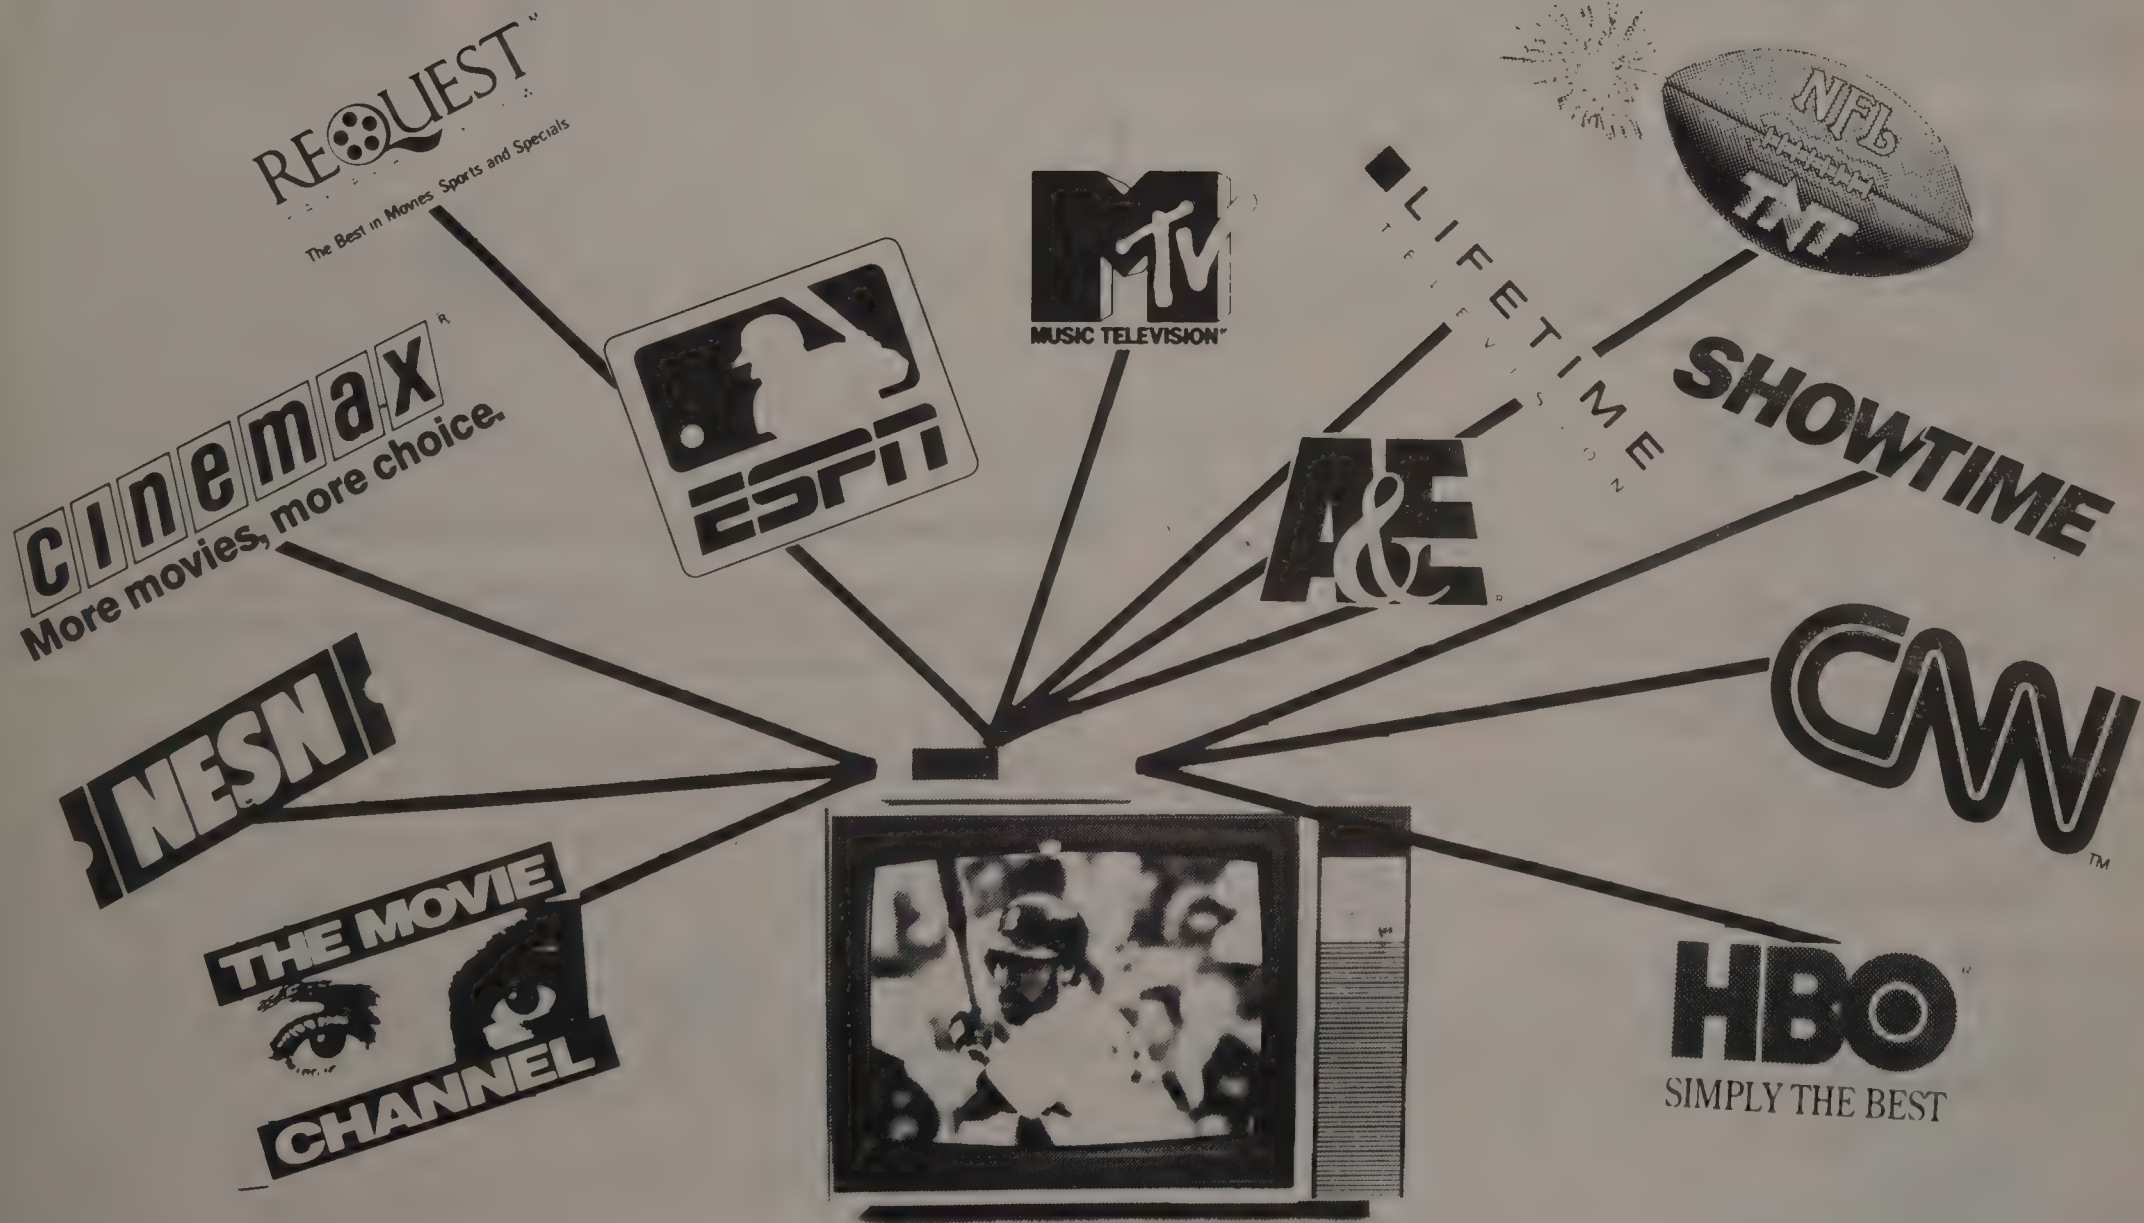 REQUEST
The Best in Movies, Sports and Specials
cinemax
More movies, more choice.
ESPN
MTV
MUSIC TELEVISION
LIFETIME
TELEVISION
NFL
TNT
SHOWTIME
A&E
NESN
CNN
TM
THE MOVIE
CHANNEL
HBO
SIMPLY THE BEST